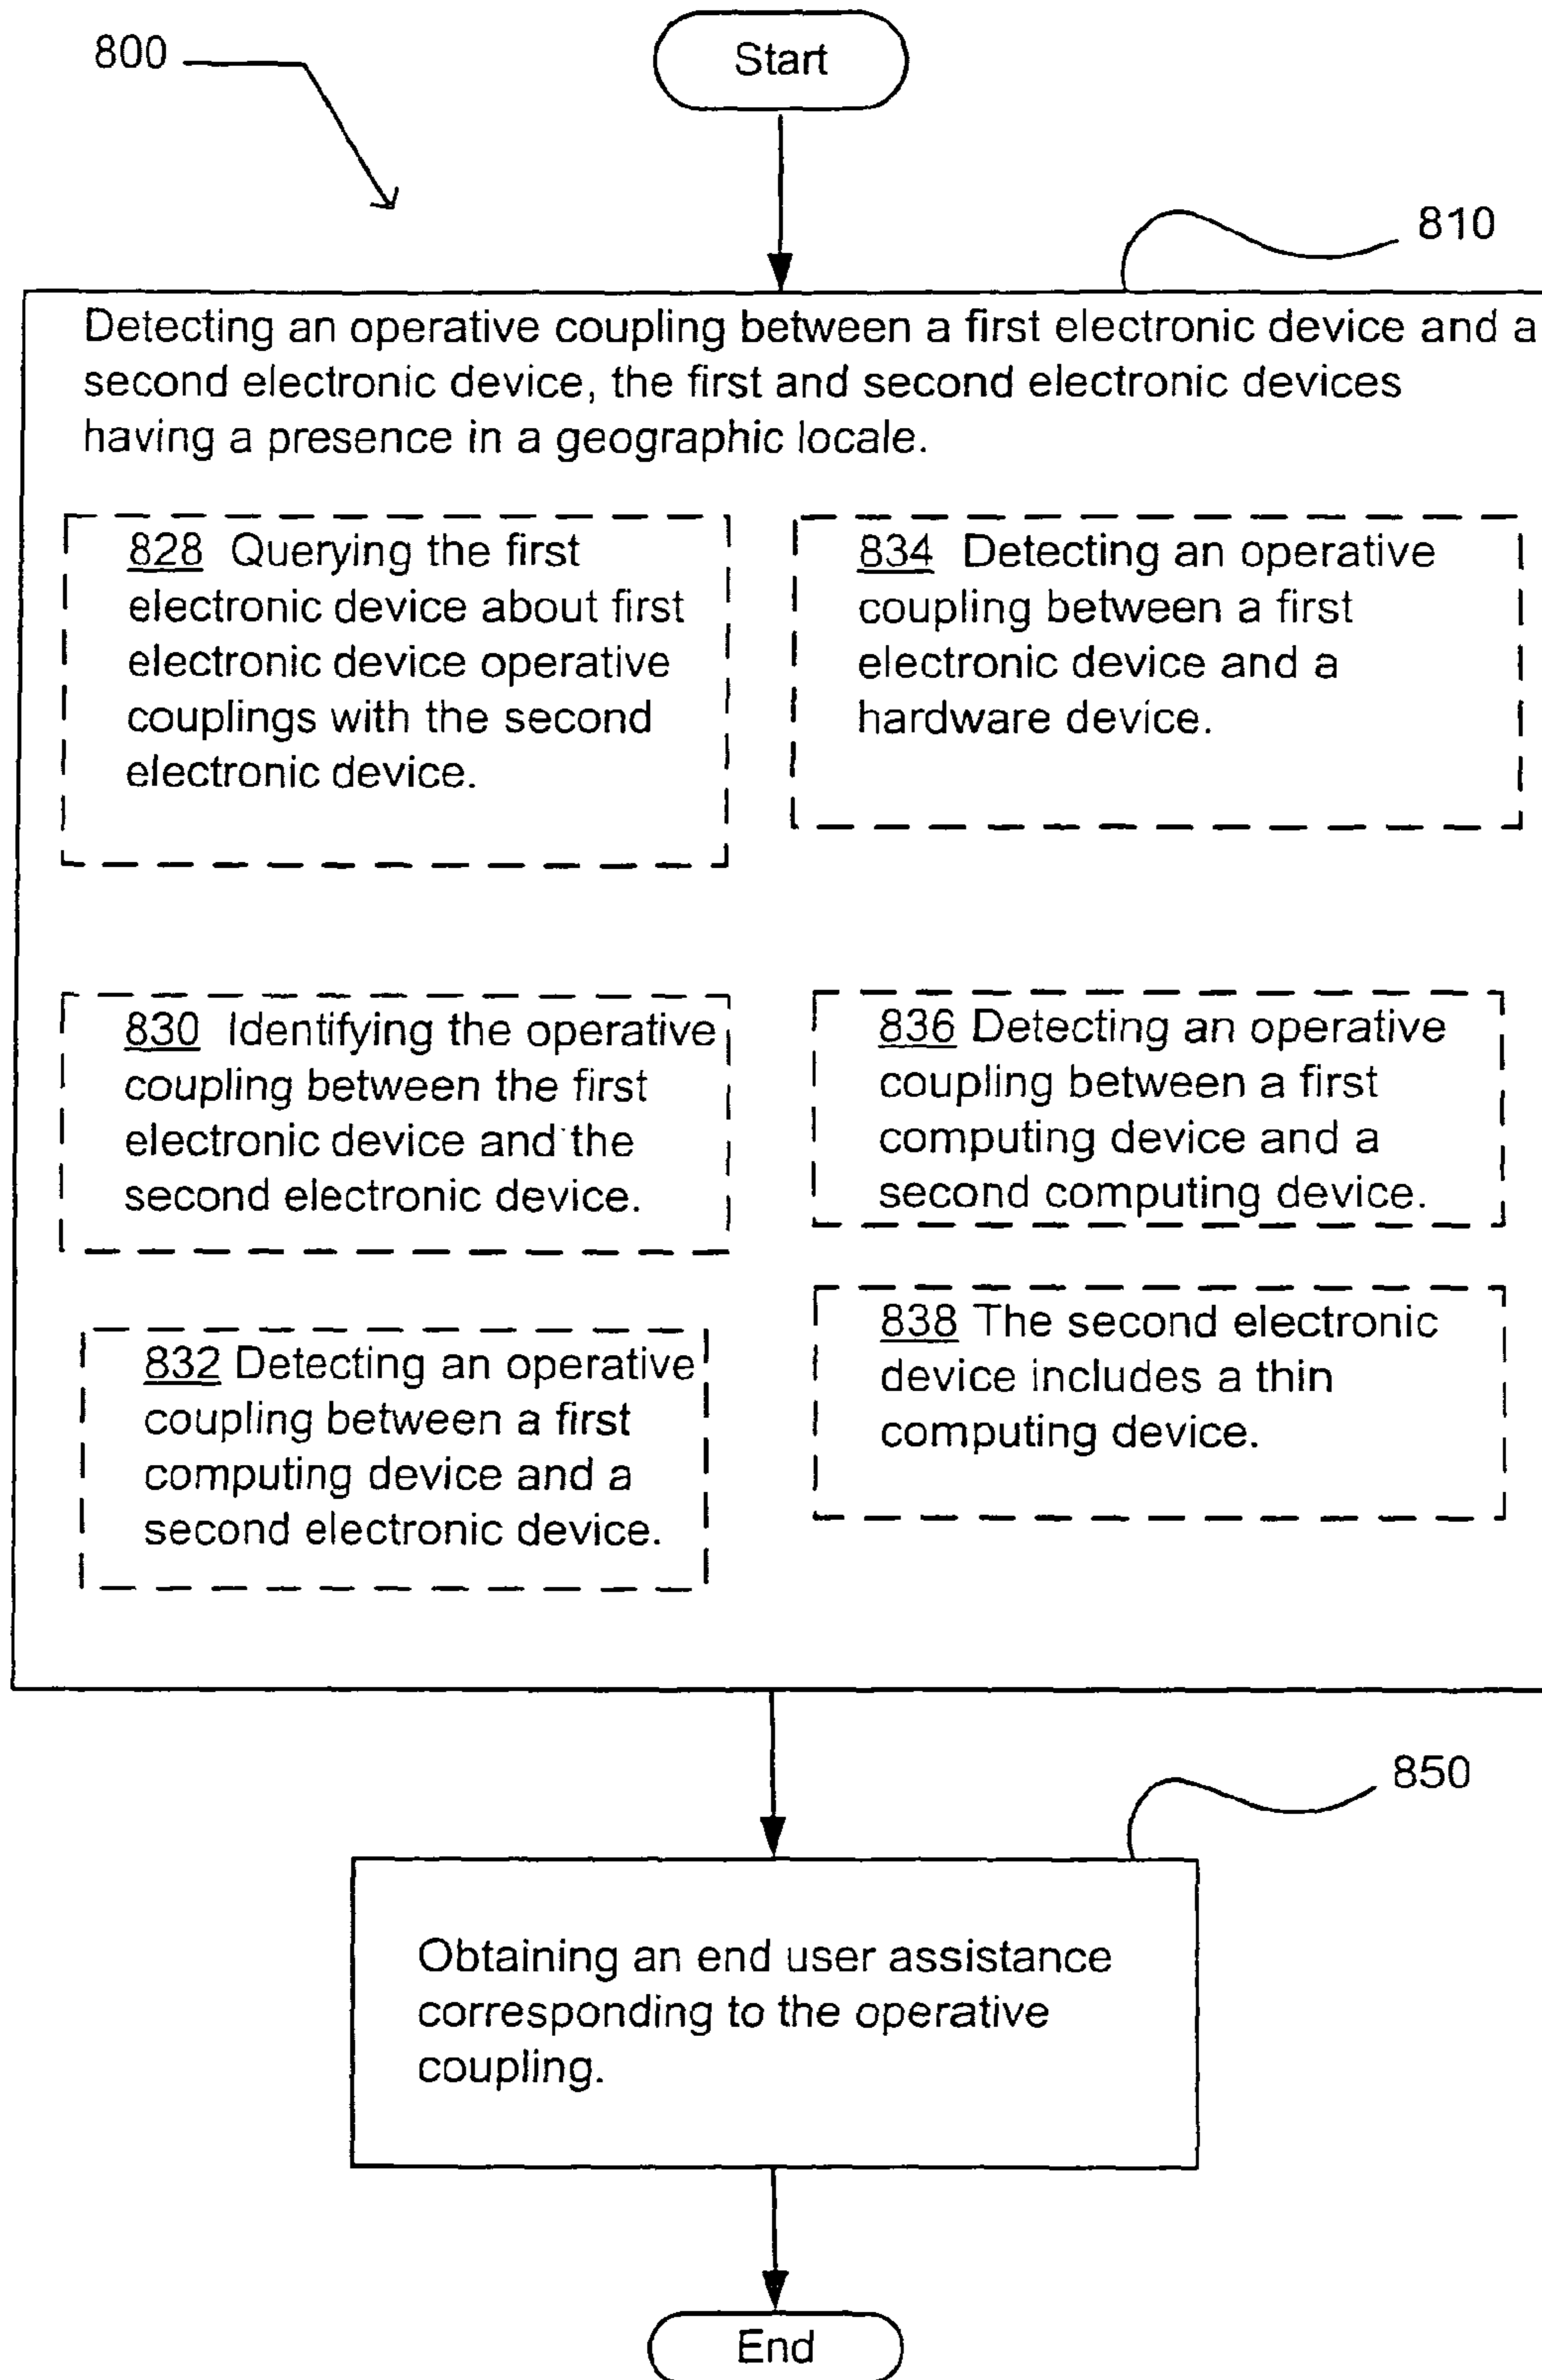 800
Start
810
Detecting an operative coupling between a first electronic device and a
second electronic device, the first and second electronic devices
having a presence in a geographic locale.
828 Querying the first
electronic device about first
electronic device operative
couplings with the second
electronic device.
834 Detecting an operative
coupling between a first
electronic device and a
hardware device.
830 Identifying the operative
coupling between the first
electronic device and the
second electronic device.
836 Detecting an operative
coupling between a first
computing device and a
second computing device.
832 Detecting an operative
coupling between a first
computing device and a
second electronic device.
838 The second electronic
device includes a thin
computing device.
850
Obtaining an end user assistance
corresponding to the operative
coupling.
End